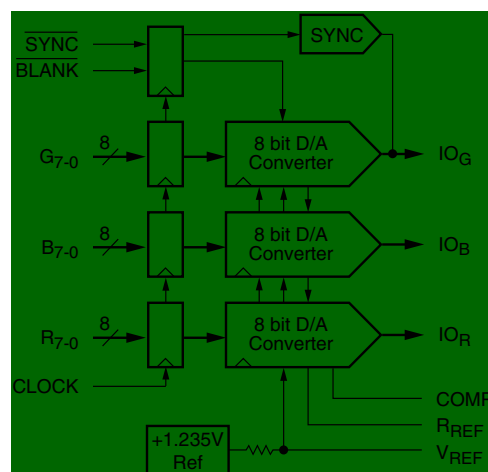 SYNC
SYNC
BLANK
G7-0
8
8 bit D/A
Converter
IOG
B7-0
8
8 bit D/A
Converter
IOB
R7-0
8
8 bit D/A
Converter
IOR
CLOCK
COMP
RREF
+1.235V
Ref
VREF